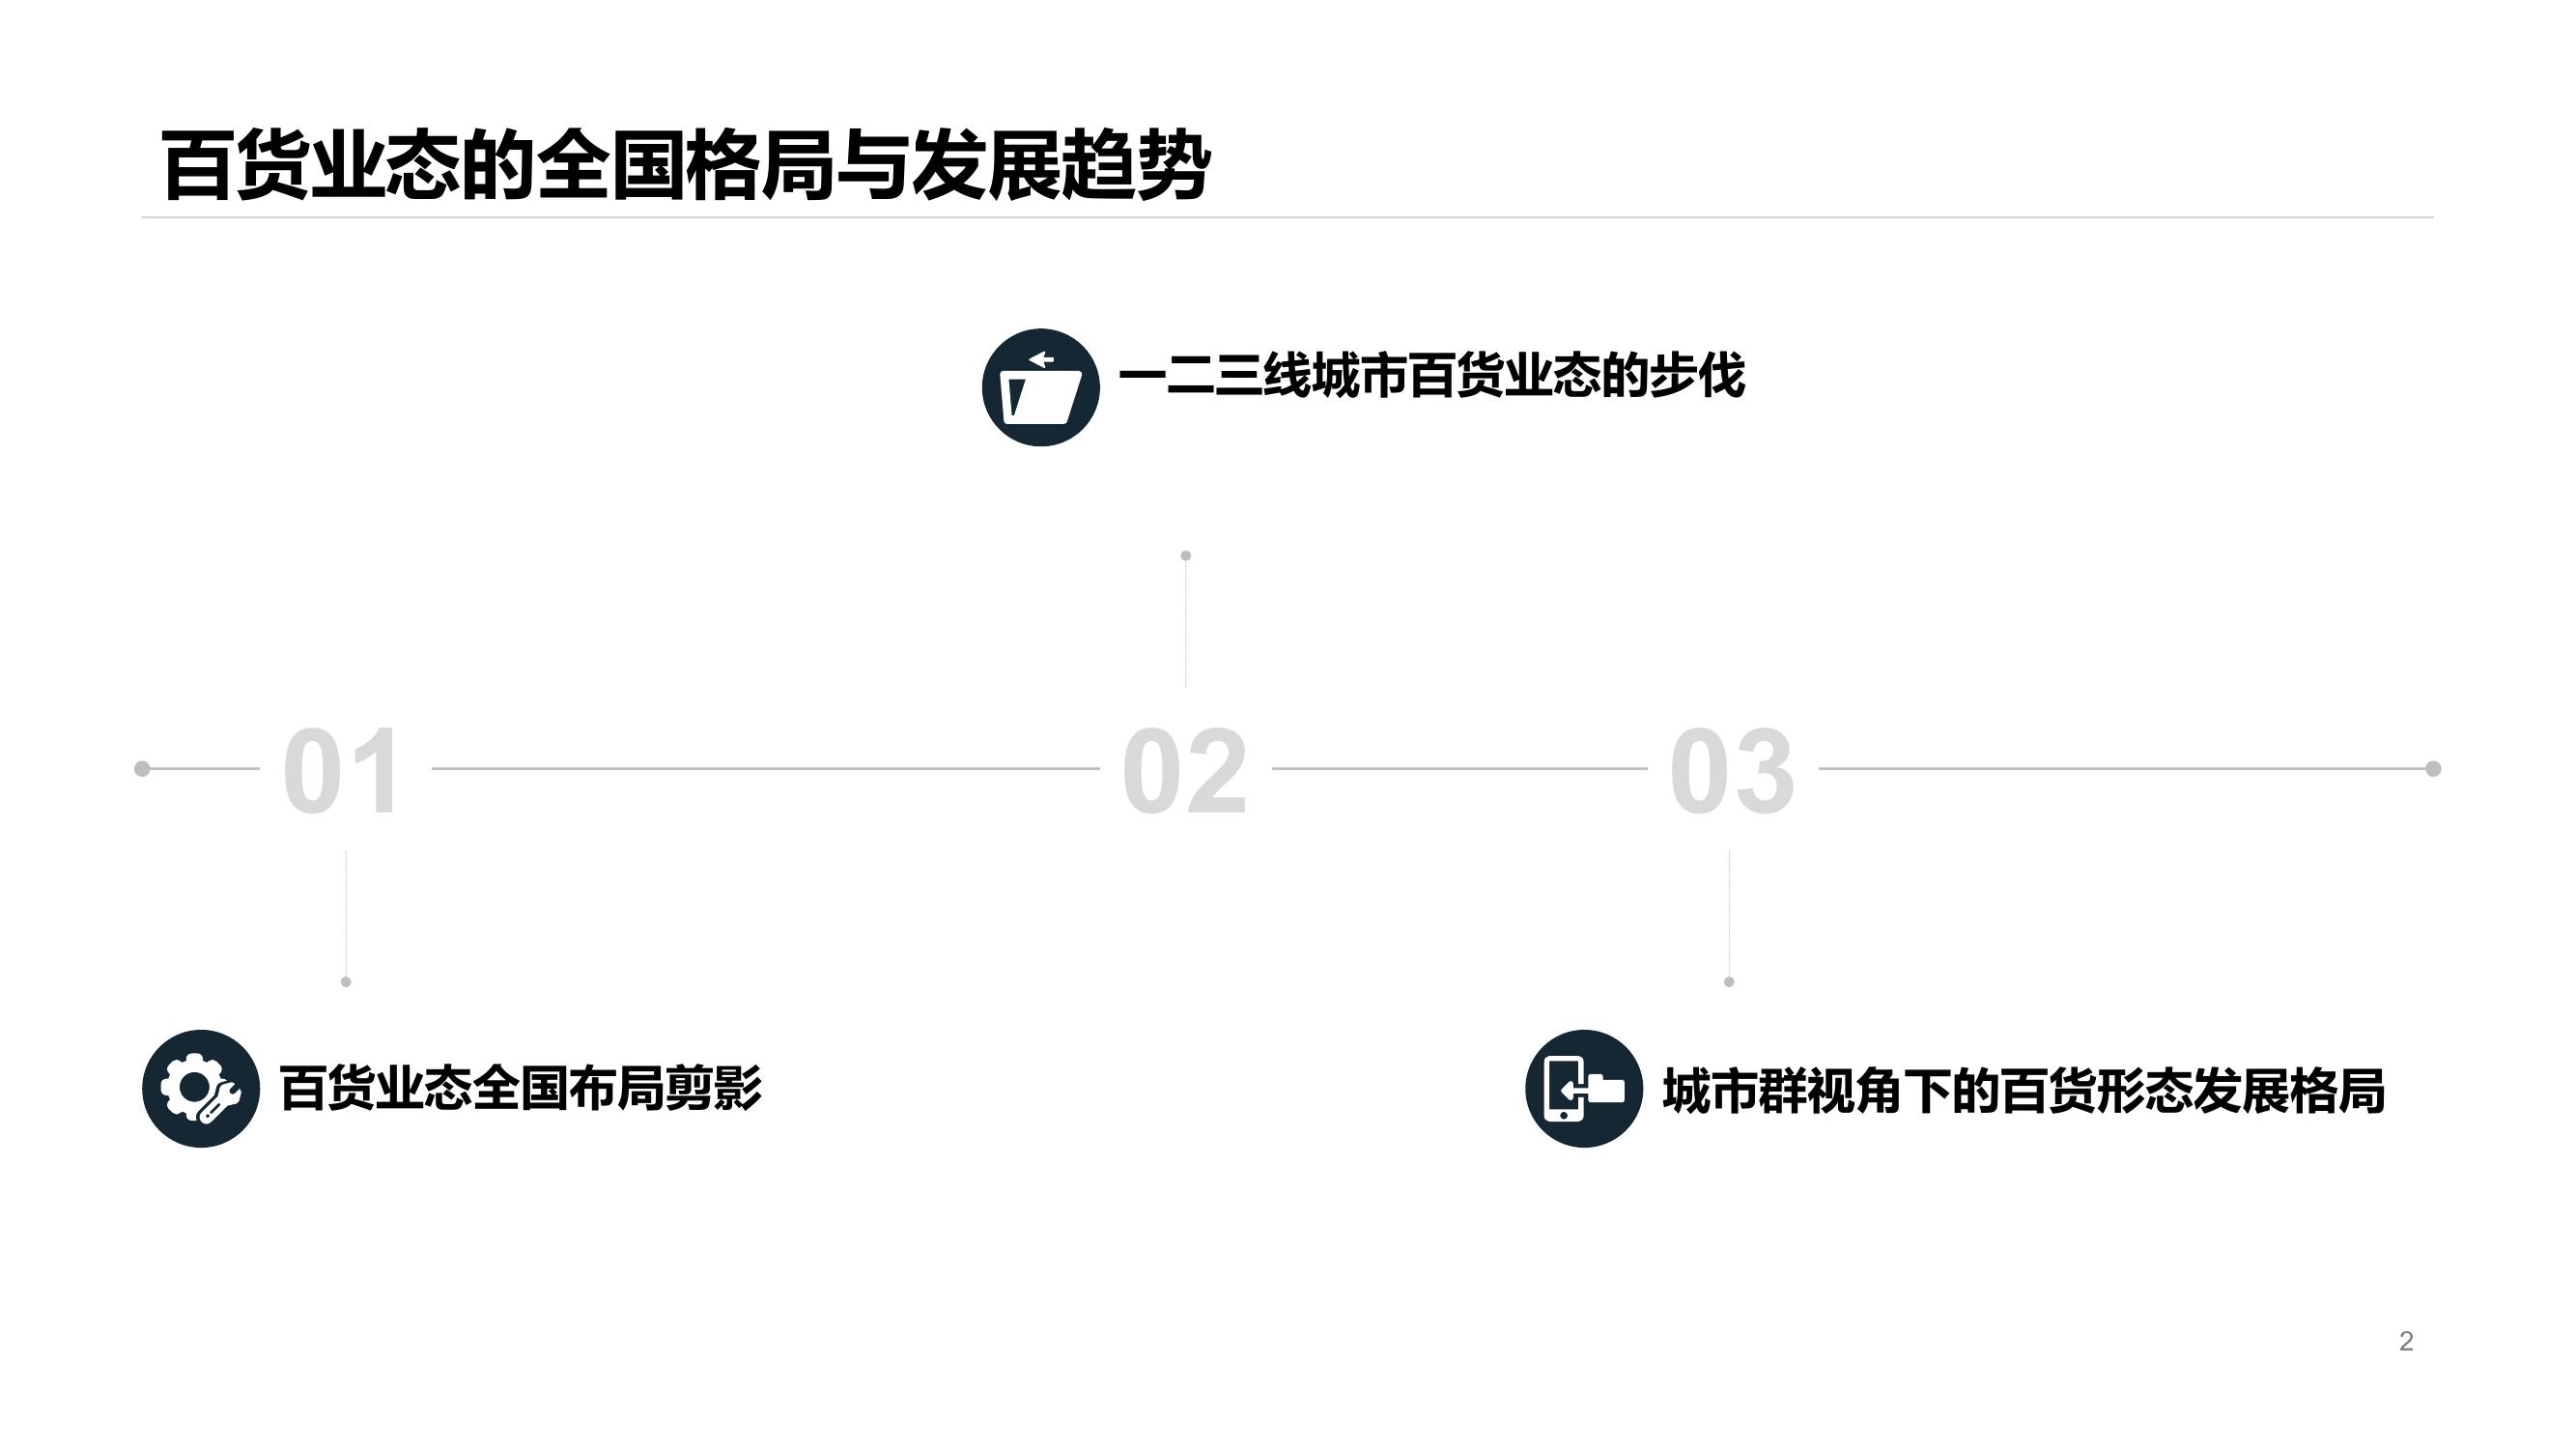 百货业态的全国格局与发展趋势
一二三线城市百货业态的步伐
01
02
03
百货业态全国布局剪影
城市群视角下的百货形态发展格局
2